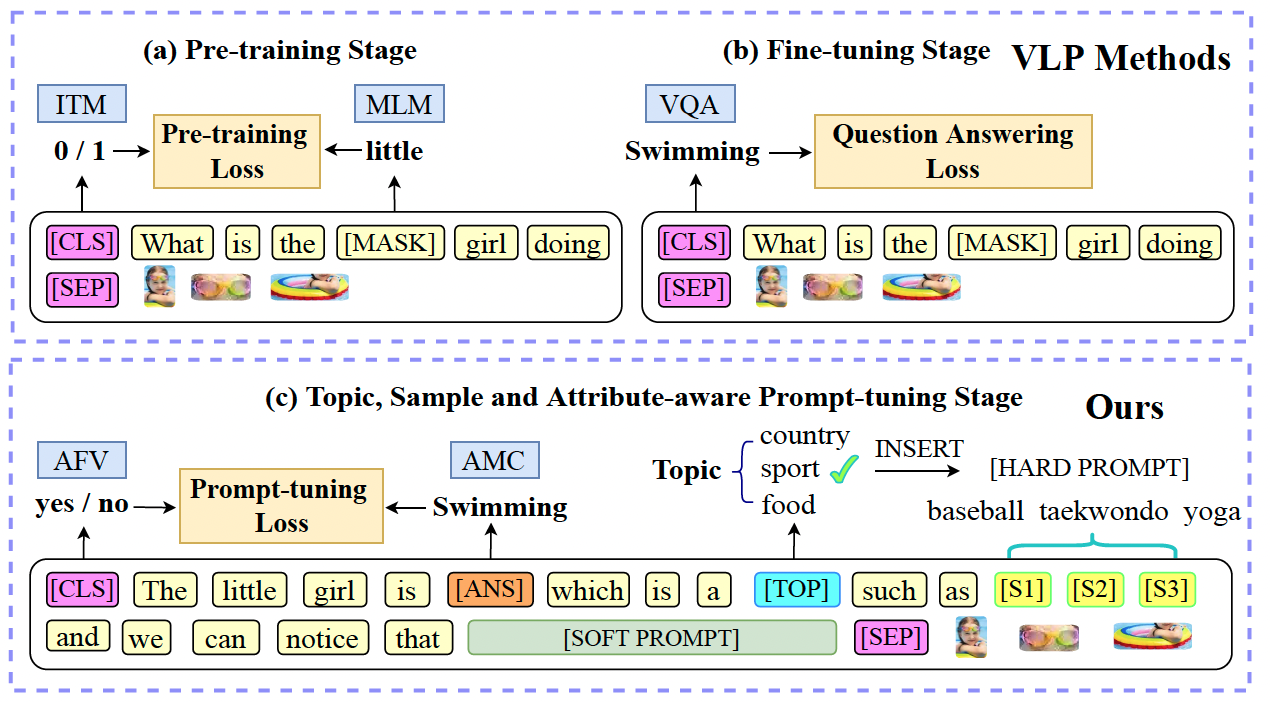 (a) Pre-training Stage
(b) Fine-tuning Stage
VLP Methods
ITM
MLM
VQA
0 / 1
Pre-training
Loss
little
Swimming
Question Answering
Loss
[CLS] What is the [MASK] girl doing
[SEP]
[CLS] What is the [MASK] girl doing
[SEP]
(c) Topic, Sample and Attribute-aware Prompt-tuning Stage
Ours
AFV
AMC
yes / no
Prompt-tuning
Loss
Swimming
Topic
country
sport
food
INSERT
[HARD PROMPT]
baseball taekwondo yoga
[CLS] The little girl is [ANS] which is a [TOP] such as [S1] [S2] [S3]
and we can notice that [SOFT PROMPT] [SEP]